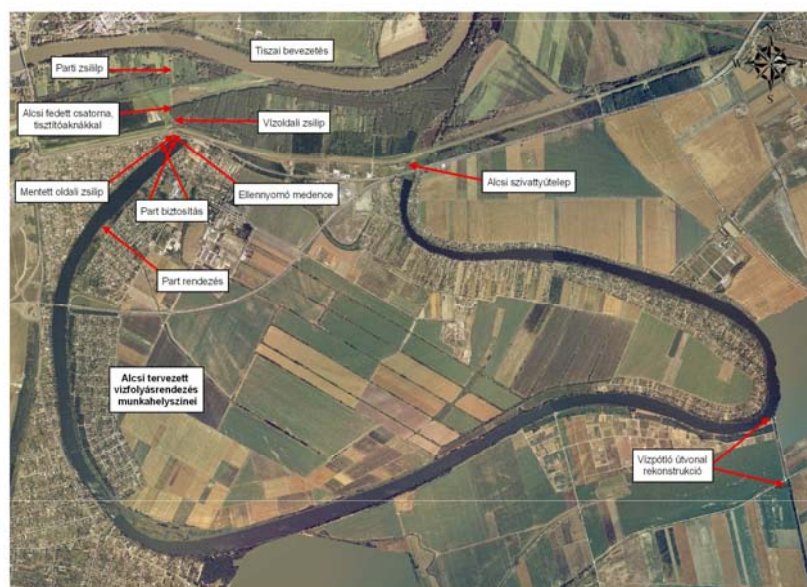 Tiszai bevezetés
Parti zsilip
Alcsi fedett csatorna,
tisztítóaknákkal
Vízoldali zsilip
Mentett oldali zsilip
Part biztosítás
Ellennyomó medence
Alcsi szivattyútelep
Part rendezés
Alcsi tervezett
vízfolyásrendezés
munkahelyszínei
Vízpótló útvonal
rekonstrukció
W
E
S